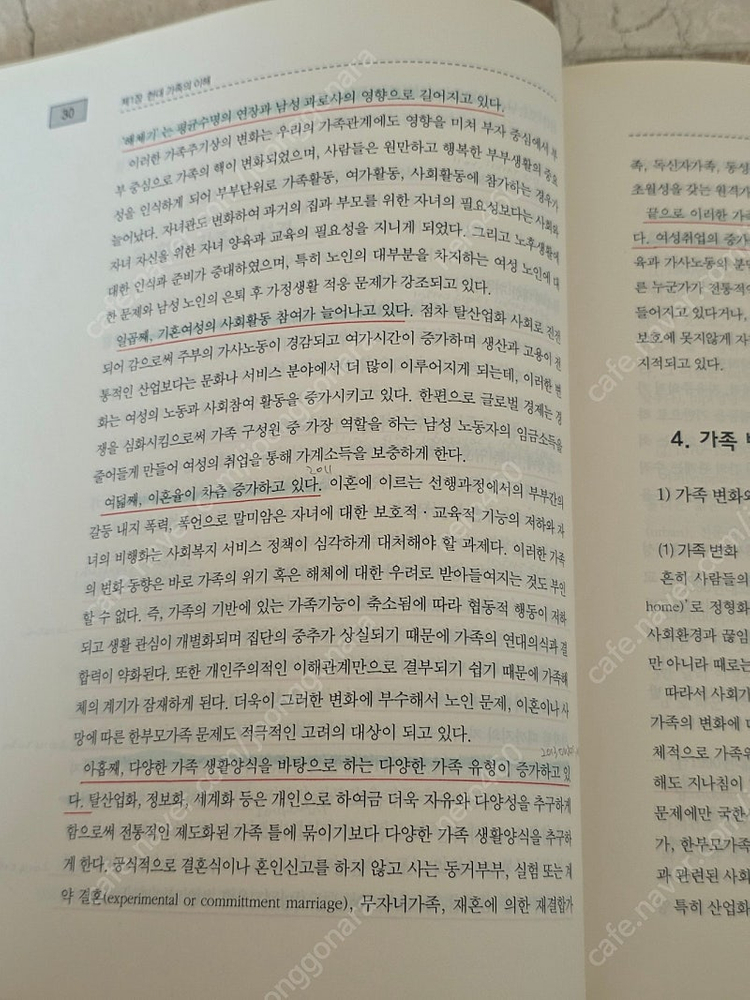 30
제1장 현대 가족의 이해
'해체기'는 평균수명의 연장과 남성 과로사의 영향으로 길어지고 있다.
이러한 가족주기상의 변화는 우리의 가족관계에도 영향을 미쳐 부자 중심에서 부
부 중심으로 가족의 핵이 변화되었으며, 사람들은 원만하고 행복한 부부생활의 중요
성을 인식하게 되어 부부단위로 가족활동, 여가활동, 사회활동에 참가하는 경우가
늘어났다. 자녀관도 변화하여 과거의 집과 부모를 위한 자녀의 필요성보다는 사회와
자녀 자신을 위한 자녀 양육과 교육의 필요성을 지니게 되었다. 그리고 노후생활에
대한 인식과 준비가 증대하였으며, 특히 노인의 대부분을 차지하는 여성 노인에 대
한 문제와 남성 노인의 은퇴 후 가정생활 적응 문제가 강조되고 있다.
일곱째, 기혼여성의 사회활동 참여가 늘어나고 있다. 점차 탈산업화 사회로 진전
되어 감으로써 주부의 가사노동이 경감되고 여가시간이 증가하며 생산과 고용이 전
통적인 산업보다는 문화나 서비스 분야에서 더 많이 이루어지게 되는데, 이러한 변
화는 여성의 노동과 사회참여 활동을 증가시키고 있다. 한편으로 글로벌 경제는 경
쟁을 심화시킴으로써 가족 구성원 중 가장 역할을 하는 남성 노동자의 임금소득을
줄어들게 만들어 여성의 취업을 통해 가계소득을 보충하게 한다.
2011
여덟째, 이혼율이 차츰 증가하고 있다. 이혼에 이르는 선행과정에서의 부부간의
갈등 내지 폭력, 폭언으로 말미암은 자녀에 대한 보호적 · 교육적 기능의 저하와 자
녀의 비행화는 사회복지 서비스 정책이 심각하게 대처해야 할 과제다. 이러한 가족
의 변화 동향은 바로 가족의 위기 혹은 해체에 대한 우려로 받아들여지는 것도 부인
할 수 없다. 즉, 가족의 기반에 있는 가족기능이 축소됨에 따라 협동적 행동이 저하
되고 생활 관심이 개별화되며 집단의 중추가 상실되기 때문에 가족의 연대의식과 결
합력이 약화된다. 또한 개인주의적인 이해관계만으로 결부되기 쉽기 때문에 가족해
체의 계기가 잠재하게 된다. 더욱이 그러한 변화에 부수해서 노인 문제, 이혼이나 사
망에 따른 한부모가족 문제도 적극적인 고려의 대상이 되고 있다.
아홉째, 다양한 가족 생활양식을 바탕으로 하는 다양한 가족 유형이 증가하고 있
다. 탈산업화, 정보화, 세계화 등은 개인으로 하여금 더욱 자유와 다양성을 추구하게
함으로써 전통적인 제도화된 가족 틀에 묶이기보다 다양한 가족 생활양식을 추구하
게 한다. 공식적으로 결혼식이나 혼인신고를 하지 않고 사는 동거부부, 실험 또는 계
약 결혼(experimental or committment marriage), 무자녀가족, 재혼에 의한 재결합가
족, 독신자가족, 동성
초월성을 갖는 원격가
끝으로 이러한 가족
다. 여성취업의 증가
육과 가사노동의 분
른 누군가가 전통적
들어지고 있다거나,
보호에 못지않게 자
지적되고 있다.
4. 가족
1) 가족 변화와
(1) 가족 변화
흔히 사람들의
home)'로 정형화
사회환경과 끊임
만 아니라 때로는
따라서 사회가
가족의 변화에 대
체적으로 가족
해도 지나침이
문제에만 국한
가, 한부모가족
과 관련된 사회
특히 산업화